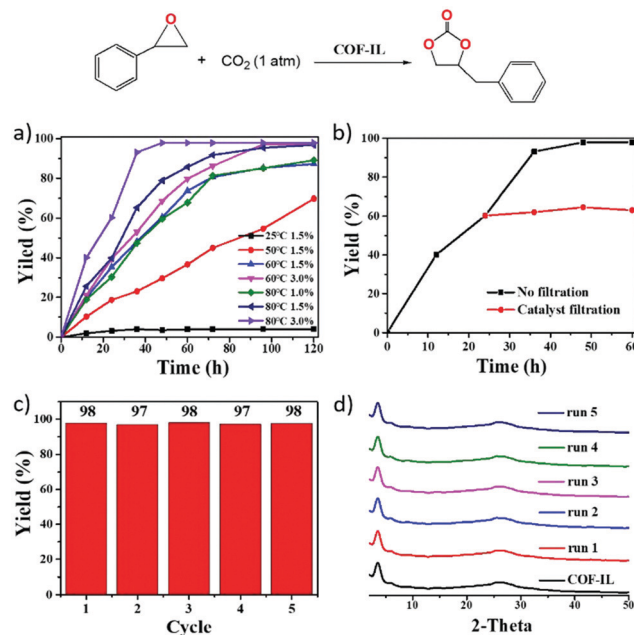 O
O
+ CO2 (1 atm)
COF-IL
O
O
a)
Yilcd (%)
100
80
60
40
20
0
25°C 1.5%
50°C 1.5%
60°C 1.5%
60°C 3.0%
80°C 1.0%
80°C 1.5%
80°C 3.0%
0 20 40 60 80 100 120
Timc (h)
b)
Yield (%)
100
80
60
40
20
0
No filtration
Catalyst filtration
0 10 20 30 40 50 60
Time (h)
c)
Yield (%)
100
80
60
40
20
0
98 97 98 97 98
1 2 3 4 5
Cycle
d)
run 5
run 4
run 3
run 2
run 1
COF-IL
10 20 30 40 50
2-Theta